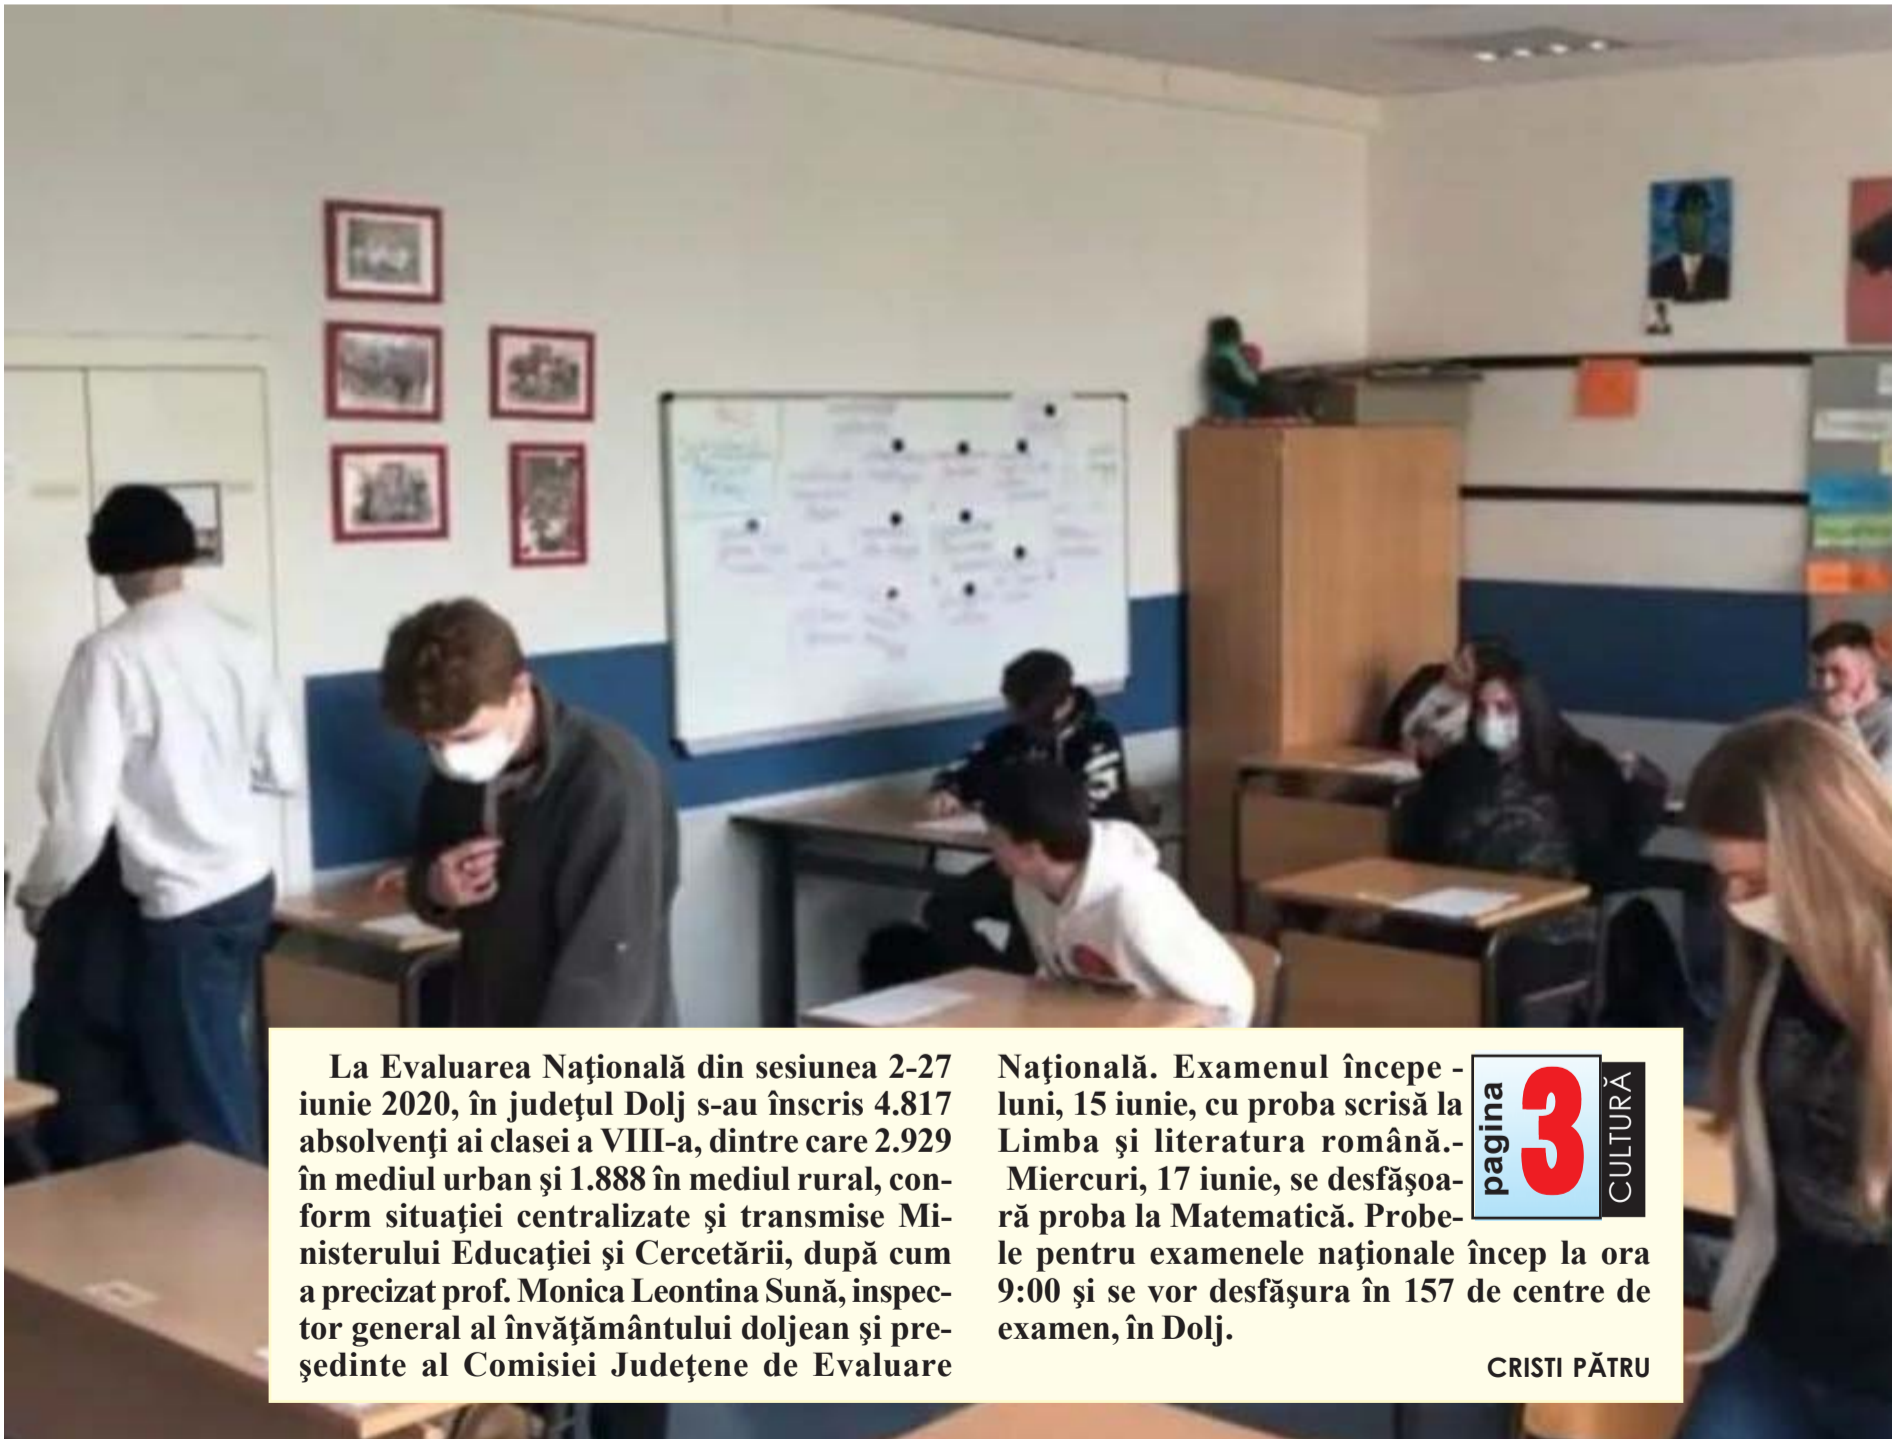 La Evaluarea Naţională din sesiunea 2-27
iunie 2020, în judeţul Dolj s-au înscris 4.817
absolvenţi ai clasei a VIII-a, dintre care 2.929
în mediul urban şi 1.888 în mediul rural, con-
form situaţiei centralizate şi transmise Mi-
nisterului Educaţiei şi Cercetării, după cum
a precizat prof. Monica Leontina Sună, inspec-
tor general al învăţământului doljean şi pre-
şedinte al Comisiei Judeţene de Evaluare
Naţională. Examenul începe -
luni, 15 iunie, cu proba scrisă la
Limba şi literatura română.-
Miercuri, 17 iunie, se desfăşoa-
ră proba la Matematică. Probe-
le pentru examenele naţionale încep la ora
9:00 şi se vor desfăşura în 157 de centre de
examen, în Dolj.
CRISTI PĂTRU
pagina
3
CULTURĂ